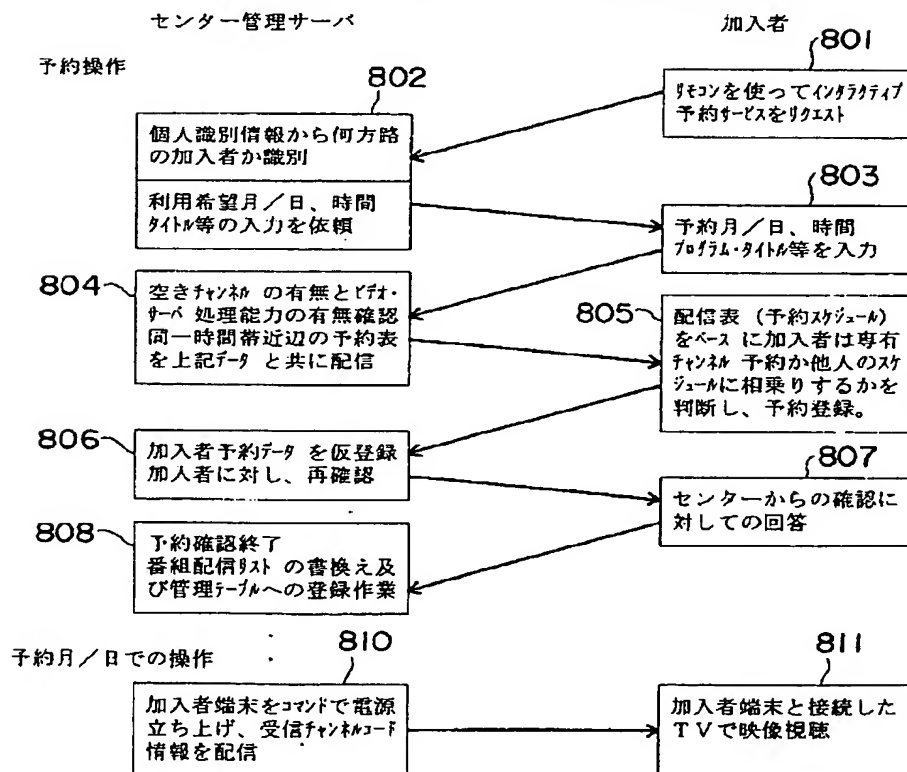 センター管理サーバ
加入者
予約操作
801
リモコンを使ってインタラクティブ
予約サービスをリクエスト
802
個人識別情報から何方路
の加入者か識別
利用希望月／日、時間
タイトル等の入力を依頼
803
予約月／日、時間
プログラム・タイトル等を入力
804
空きチャンネル の有無とビデオ・
サーバ 処理能力の有無確認
同一時間帯近辺の予約表
を上記データ と共に配信
805
配信表（予約スケジュール）
をベース に加入者は専有
チャンネル 予約か他人のスケ
ジュールに相乗りするかを
判断し、予約登録。
806
加入者予約データ を仮登録
加入者に対し、再確認
807
センターからの確認に
対しての回答
808
予約確認終了
番組配信リスト の書換え及
び管理テーブルへの登録作業
予約月／日での操作
810
加入者端末をコマンドで電源
立ち上げ、受信チャンネルコード
情報を配信
811
加入者端末と接続した
ＴＶで映像視聴